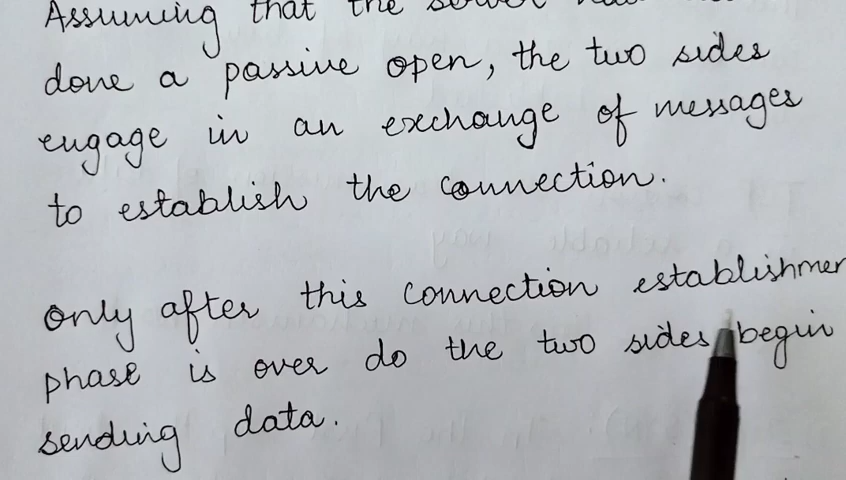 Assuming that the
done a passive open, the two sides
engage in an exchange of messages
to establish the connection.
only after this connection establishmen
phase is over do the two sides begin
sending data.